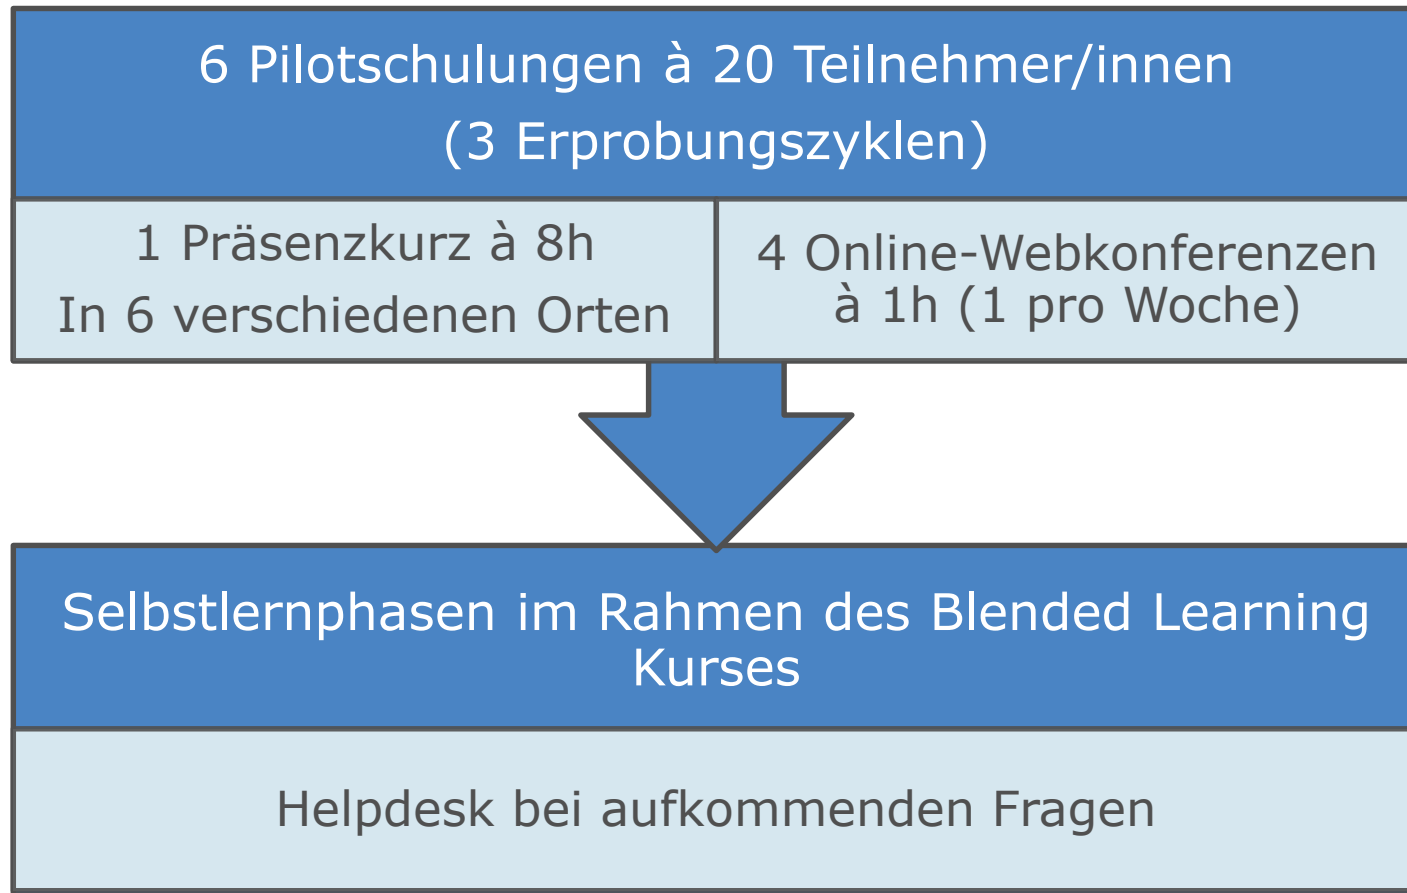 6 Pilotschulungen à 20 Teilnehmer/innen
(3 Erprobungszyklen)
1 Präsenzkurz à 8h
In 6 verschiedenen Orten
4 Online-Webkonferenzen
à 1h (1 pro Woche)
Selbstlernphasen im Rahmen des Blended Learning
Kurses
Helpdesk bei aufkommenden Fragen